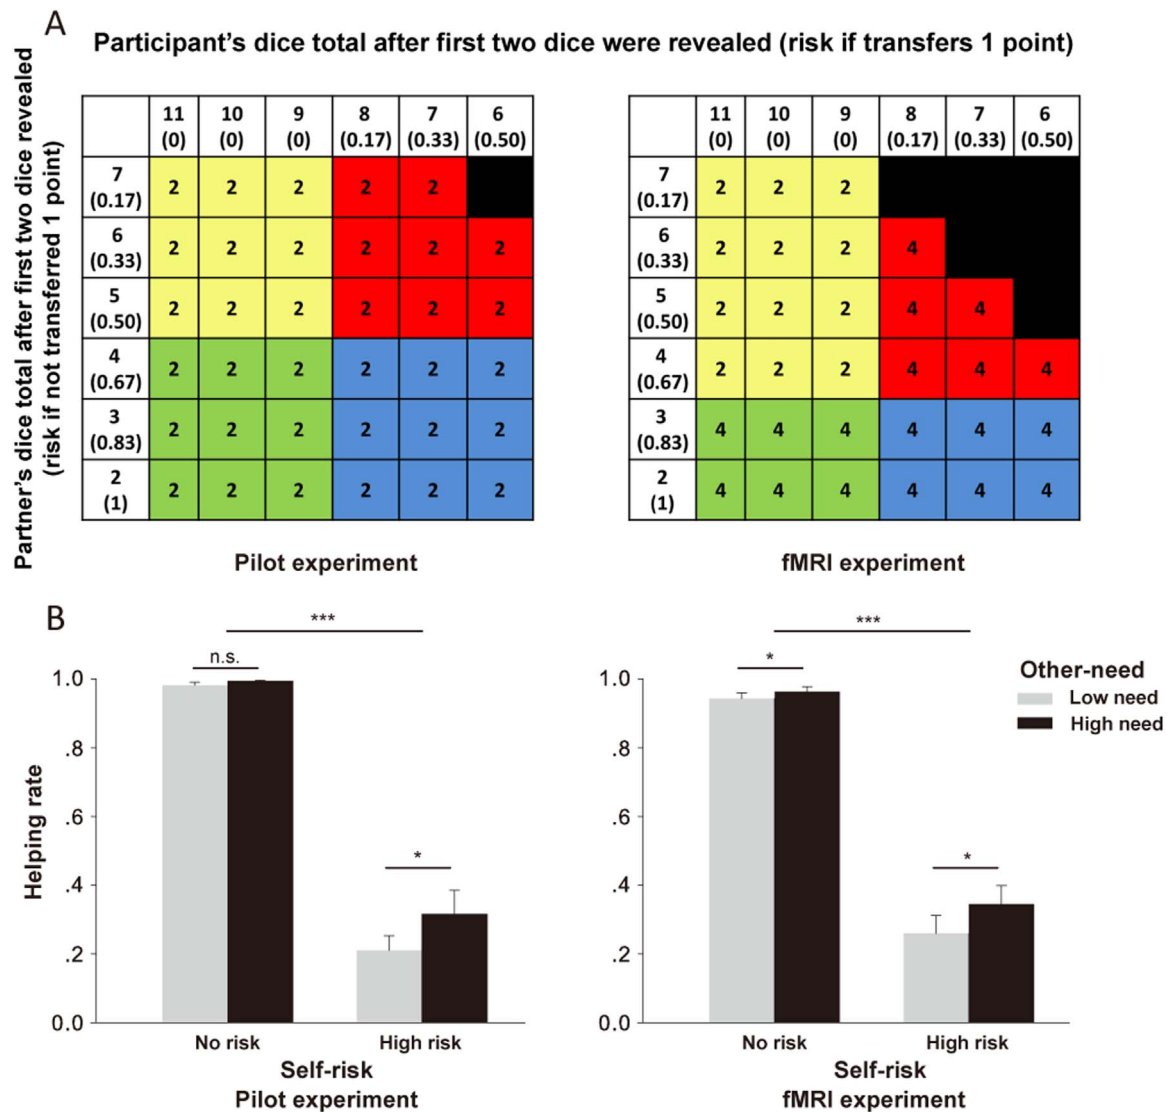 A
Participant's dice total after first two dice were revealed (risk if transfers 1 point)
Partner's dice total after first two dice revealed
(risk if not transferred 1 point)
11 10 9 8 7 6
(0) (0) (0) (0.17) (0.33) (0.50)
7
(0.17)
2 2 2 2 2
6
(0.33)
2 2 2 2 2 2
5
(0.50)
2 2 2 2 2 2
4
(0.67)
2 2 2 2 2 2
3
(0.83)
2 2 2 2 2 2
2
(1)
2 2 2 2 2 2
Pilot experiment
11 10 9 8 7 6
(0) (0) (0) (0.17) (0.33) (0.50)
7
(0.17)
2 2 2
6
(0.33)
2 2 2 4
5
(0.50)
2 2 2 4 4
4
(0.67)
2 2 2 4 4 4
3
(0.83)
4 4 4 4 4 4
2
(1)
4 4 4 4 4 4
fMRI experiment
B
Helping rate
***
n.s.
*
1.0
.8
.6
.4
.2
0.0
No risk High risk
Self-risk
Pilot experiment
***
*
*
1.0
.8
.6
.4
.2
0.0
No risk High risk
Self-risk
fMRI experiment
Other-need
Low need
High need